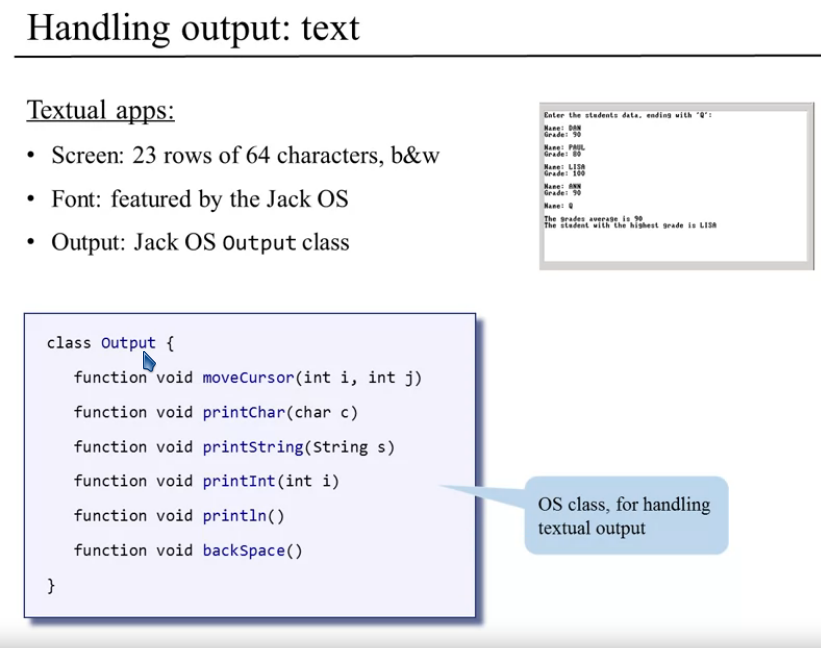 Handling output: text
Textual apps:
• Screen: 23 rows of 64 characters, b&w
• Font: featured by the Jack OS
• Output: Jack OS Output class
Enter the students data, ending with 'Q':
Name: DAN
Grade: 90
Name: PAUL
Grade: 80
Name: LISA
Grade: 100
Name: ANN
Grade: 90
Name: Q
The grades average is 90
The student with the highest grade is LISA
class Output {
function void moveCursor(int i, int j)
function void printChar(char c)
function void printString(String s)
function void printInt(int i)
function void println()
function void backSpace()
}
OS class, for handling
textual output